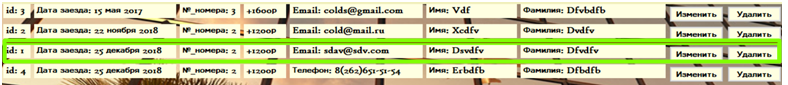 id: 3 Дата заезда: 15 мая 2017 №_номера: 3 +1600р Email: colds@gmail.com Имя: Vdf Фамилия: Dfvbdfb Изменить Удалить
id: 2 Дата заезда: 22 ноября 2018 №_номера: 2 +1200р Email: cold@mail.ru Имя: Xcdfv Фамилия: Dvdfv Изменить Удалить
id: 1 Дата заезда: 25 декабря 2018 №_номера: 2 +1200р Email: sdav@sdv.com Имя: Dsvdfv Фамилия: Dfvdfv Изменить Удалить
id: 4 Дата заезда: 25 декабря 2018 №_номера: 2 +1200р Телефон: 8(262)651-51-54 Имя: Erbdfb Фамилия: Dfbdfb Изменить Удалить